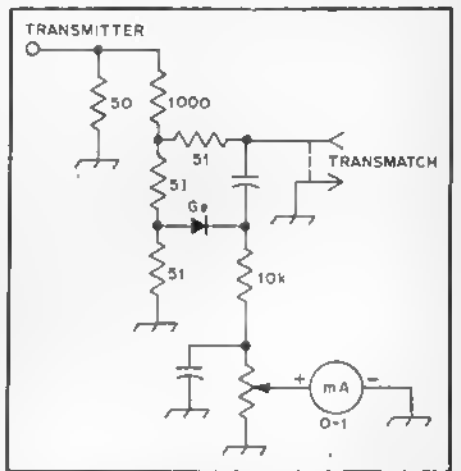 TRANSMITTER
50
1000
51
TRANSMATCH
51
Ge
51
10k
+
mA
-
0-1